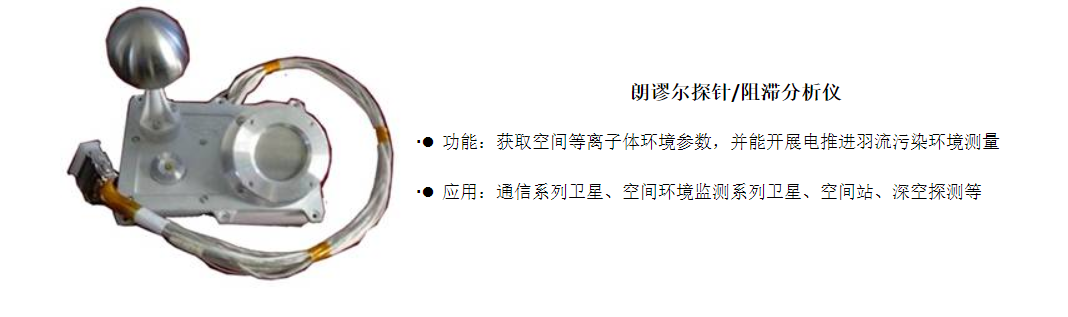 朗谬尔探针/阻滞分析仪
·● 功能：获取空间等离子体环境参数，并能开展电推进羽流污染环境测量
·● 应用：通信系列卫星、空间环境监测系列卫星、空间站、深空探测等